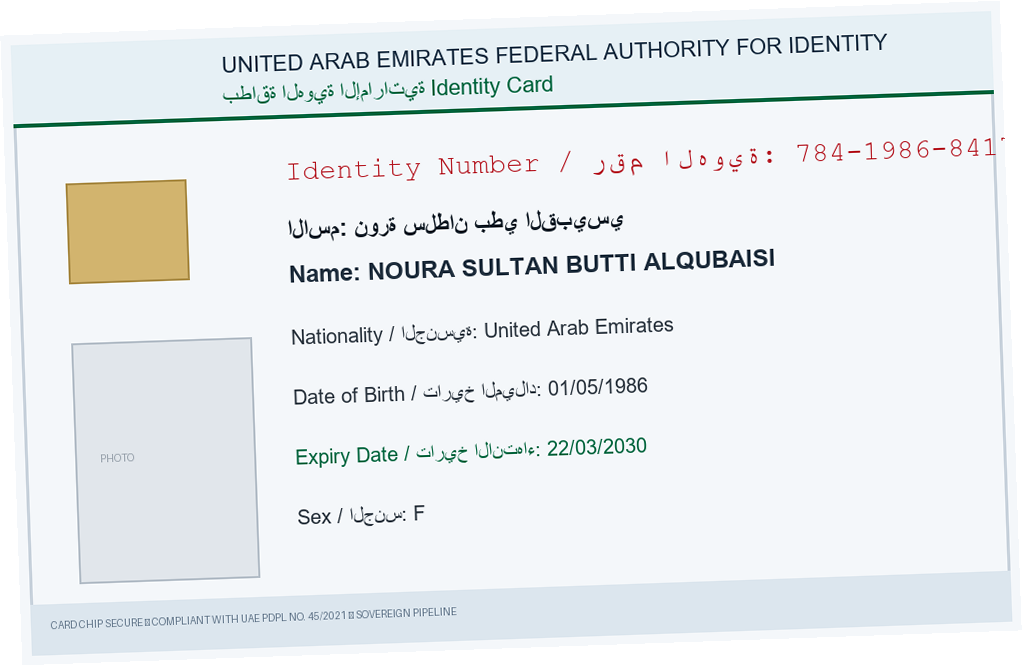 UNITED ARAB EMIRATES FEDERAL AUTHORITY FOR IDENTITY
بطاقة الهوية الإماراتية Identity Card
Identity Number / رقم الهوية: 784-1986-841
الاسم: نورة سلطان بطي القبيسي
Name: NOURA SULTAN BUTTI ALQUBAISI
Nationality / الجنسية: United Arab Emirates
Date of Birth / تاريخ الميلاد: 01/05/1986
Expiry Date / تاريخ الانتهاء: 22/03/2030
Sex / الجنس: F
PHOTO
CARD CHIP SECURE COMPLIANT WITH UAE PDPL NO. 45/2021 SOVEREIGN PIPELINE